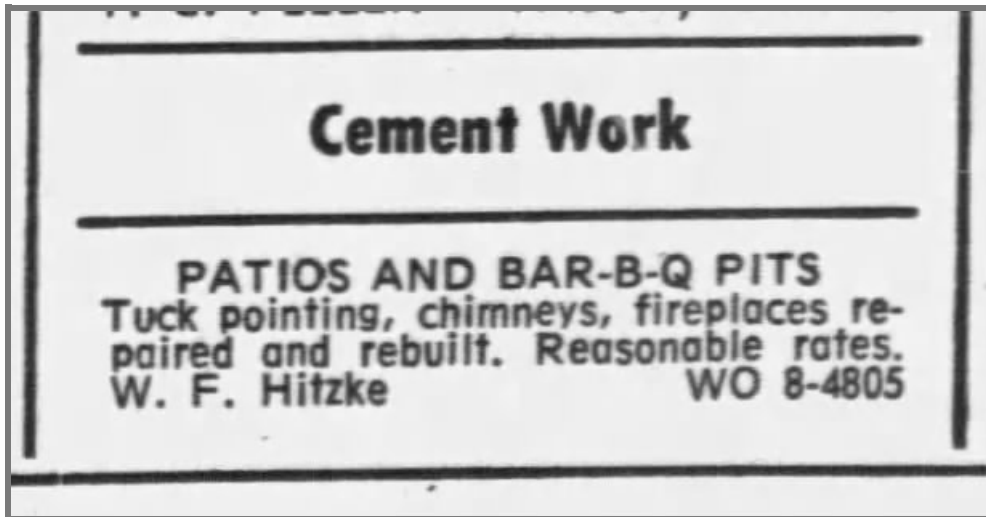 Cement Work
PATIOS AND BAR-B-Q PITS
Tuck pointing, chimneys, fireplaces re-
paired and rebuilt. Reasonable rates.
W. F. Hitzke WO 8-4805